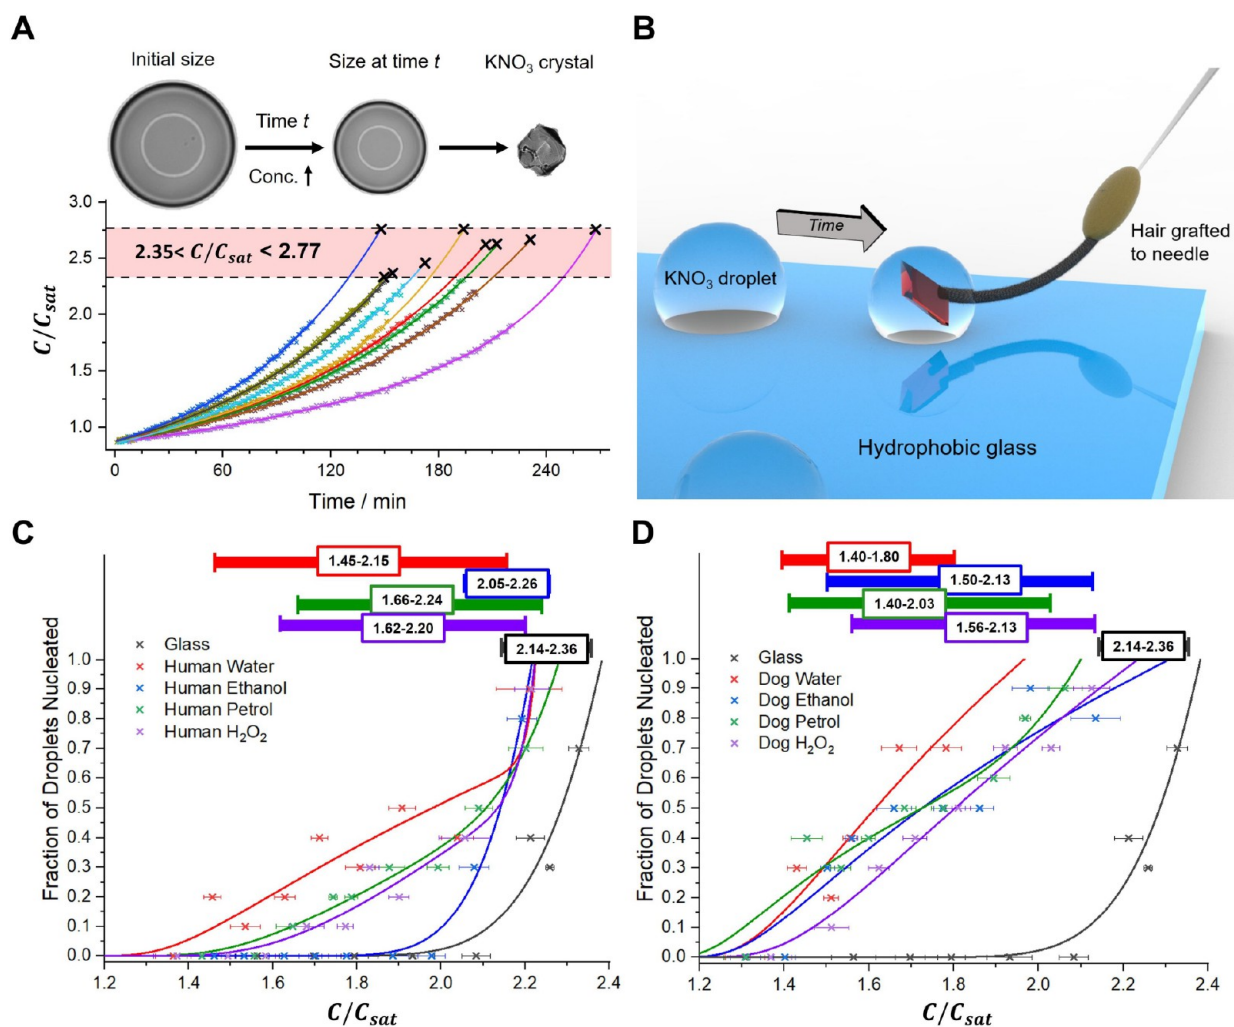 A
Initial size
Size at time t
KNO3 crystal
Time t
Conc. ↑
3.0
2.5
2.0
1.5
1.0
2.35< C/Csat < 2.77
C/Csat
0
60
120
180
240
Time / min
B
Time
KNO3 droplet
Hair grafted
to needle
Hydrophobic glass
C
1.45-2.15
2.05-2.26
1.66-2.24
1.62-2.20
2.14-2.36
Glass
Human Water
Human Ethanol
Human Petrol
Human H2O2
Fraction of Droplets Nucleated
1.0
0.9
0.8
0.7
0.6
0.5
0.4
0.3
0.2
0.1
0.0
1.2
1.4
1.6
1.8
2.0
2.2
2.4
C/Csat
D
1.40-1.80
1.50-2.13
1.40-2.03
1.56-2.13
2.14-2.36
Glass
Dog Water
Dog Ethanol
Dog Petrol
Dog H2O2
Fraction of Droplets Nucleated
1.0
0.9
0.8
0.7
0.6
0.5
0.4
0.3
0.2
0.1
0.0
1.2
1.4
1.6
1.8
2.0
2.2
2.4
C/Csat